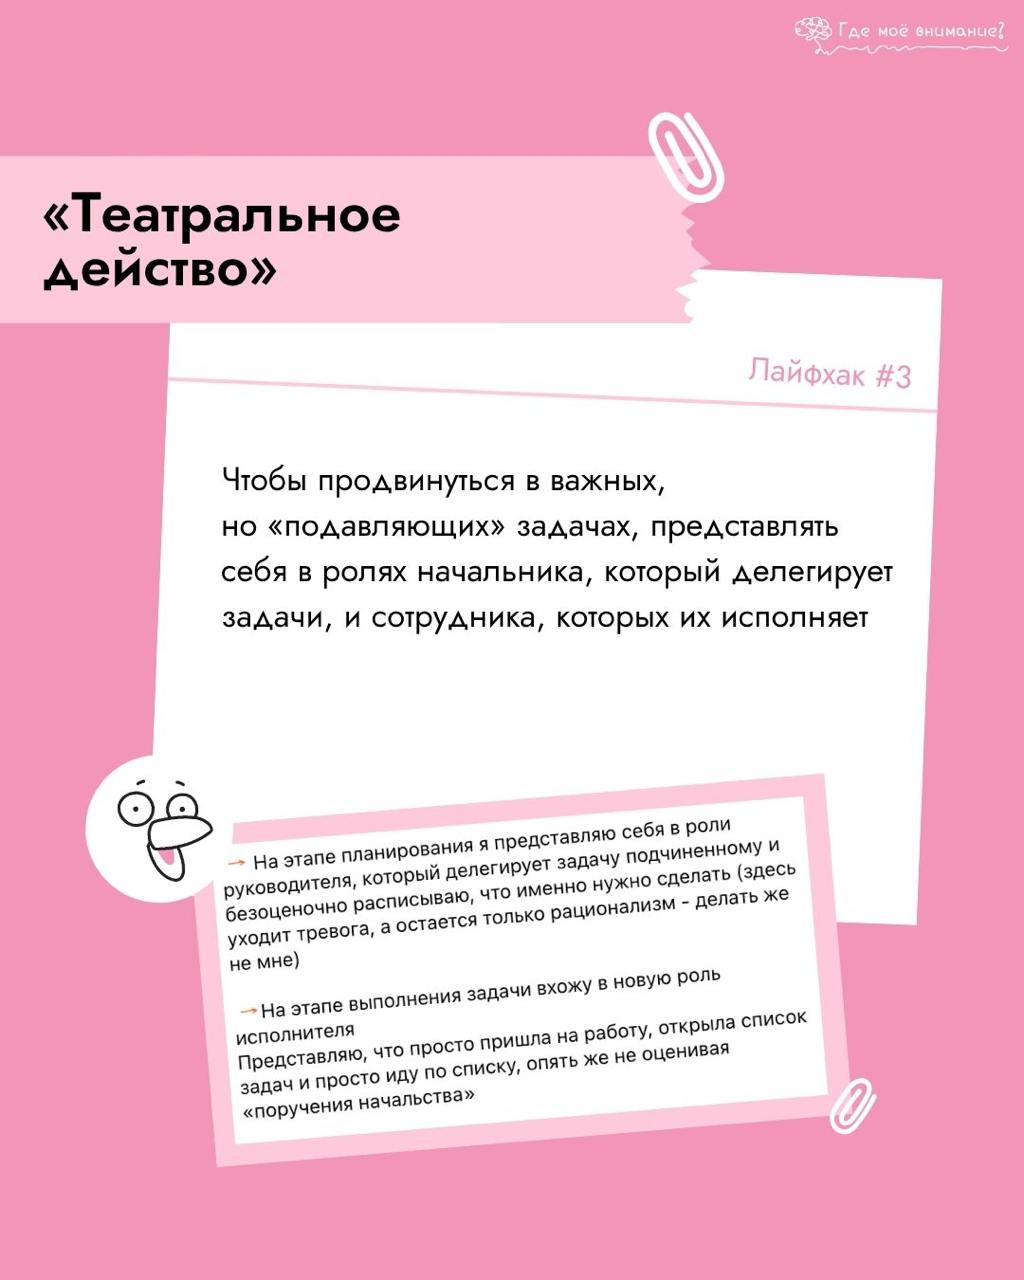 Где моё внимание?
«Театральное
действо»
Лайфхак #3
Чтобы продвинуться в важных,
но «подавляющих» задачах, представлять
себя в ролях начальника, который делегирует
задачи, и сотрудника, которых их исполняет
→ На этапе планирования я представляю себя в роли
руководителя, который делегирует задачу подчиненному и
безоценочно расписываю, что именно нужно сделать (здесь
уходит тревога, а остается только рационализм - делать же
не мне)
→На этапе выполнения задачи вхожу в новую роль
исполнителя
Представляю, что просто пришла на работу, открыла список
задач и просто иду по списку, опять же не оценивая
«поручения начальства»